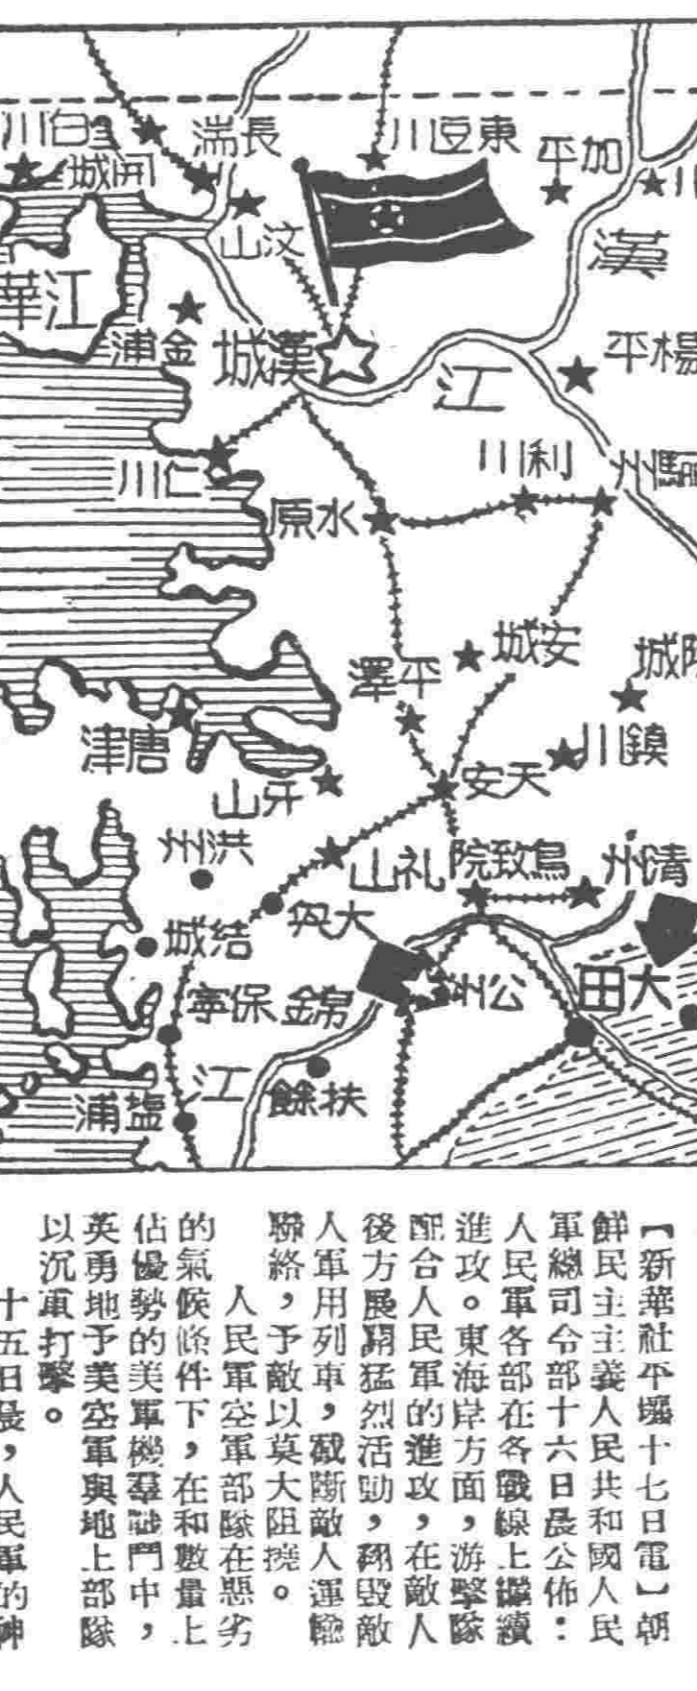 白川
長湍
東豆川
加平
開城
川
汶山
漢
江華
金浦
漢城
江
楊平
仁川
利川
驪州
水原
安城
平澤
陰城
唐津
鎮川
牙山
天安
洪州
礼山
鳥致院
清州
結城
大興
保寧
錦
公州
大田
江
扶餘
塩浦
【新華社平壤十七日電】朝
鮮民主主義人民共和國人民
軍總司令部十六日晨公佈：
人民軍各部在各戰線上繼續
進攻。東海岸方面，游擊隊
配合人民軍的進攻，在敵人
後方展開猛烈活動，翻毀敵
人軍用列車，截斷敵人運輸
聯絡，予敵以莫大阻撓。
人民軍空軍部隊在惡劣
的氣候條件下，在和數量上
佔優勢的美軍機羣戰鬥中，
英勇地予美空軍與地上部隊
以沉重打擊。
十五日晨，人民軍的神